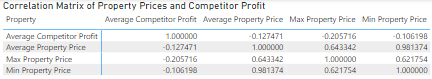 Correlation Matrix of Property Prices and Competitor Profit
Property Average Competitor Profit Average Property Price Max Property Price Min Property Price
Average Competitor Profit 1.000000 -0.127471 -0.205716 -0.106198
Average Property Price -0.127471 1.000000 0.643342 0.981374
Max Property Price -0.205716 0.643342 1.000000 0.621754
Min Property Price -0.106198 0.981374 0.621754 1.000000